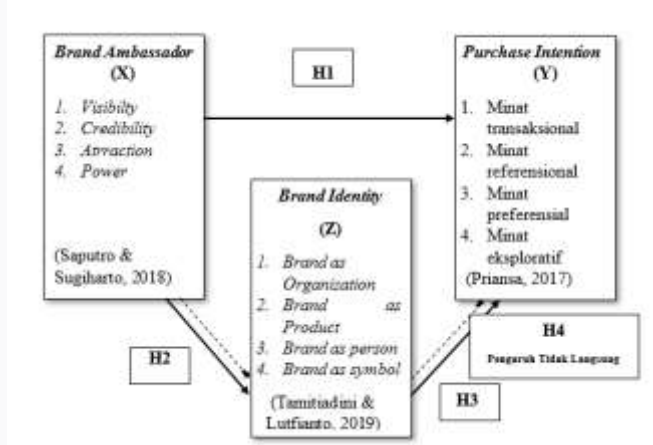 Brand Ambassador
(X)
1. Visibilty
2. Credibility
3. Atrraction
4. Power
(Saputro &
Sugiharto, 2018)
H1
Purchase Intention
(Y)
1. Minat
transaksional
2. Minat
referensional
3. Minat
preferensial
4. Minat
eksploratif
(Priansa, 2017)
Brand Identity
(Z)
1. Brand as
Organization
2. Brand as
Product
3. Brand as person
4. Brand as symbol
(Tamitiadini &
Lutfianto, 2019)
H2
H3
H4
Pengaruh Tidak Langsung